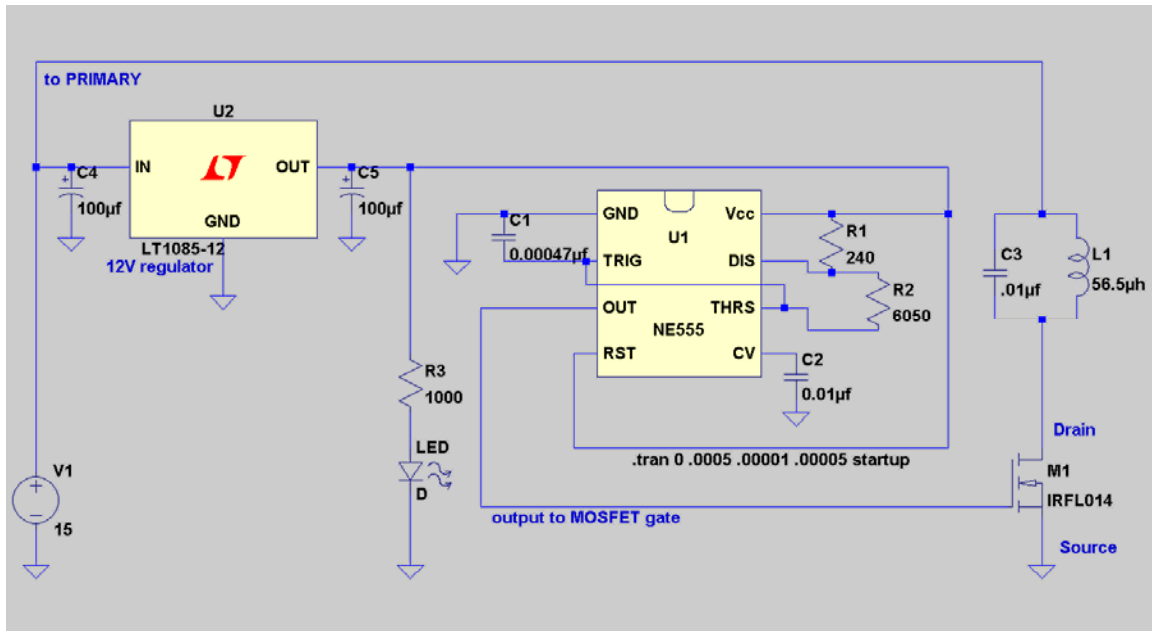 to PRIMARY
U2
IN
OUT
GND
C4
100µf
C5
100µf
LT1085-12
12V regulator
GND
Vcc
U1
TRIG
DIS
OUT
THRS
NE555
RST
CV
C1
0.00047µf
R1
240
R2
6050
C2
0.01µf
C3
.01µf
L1
56.5µh
R3
1000
LED
D
.tran 0 .0005 .00001 .00005 startup
Drain
M1
IRFL014
Source
output to MOSFET gate
V1
+
−
15